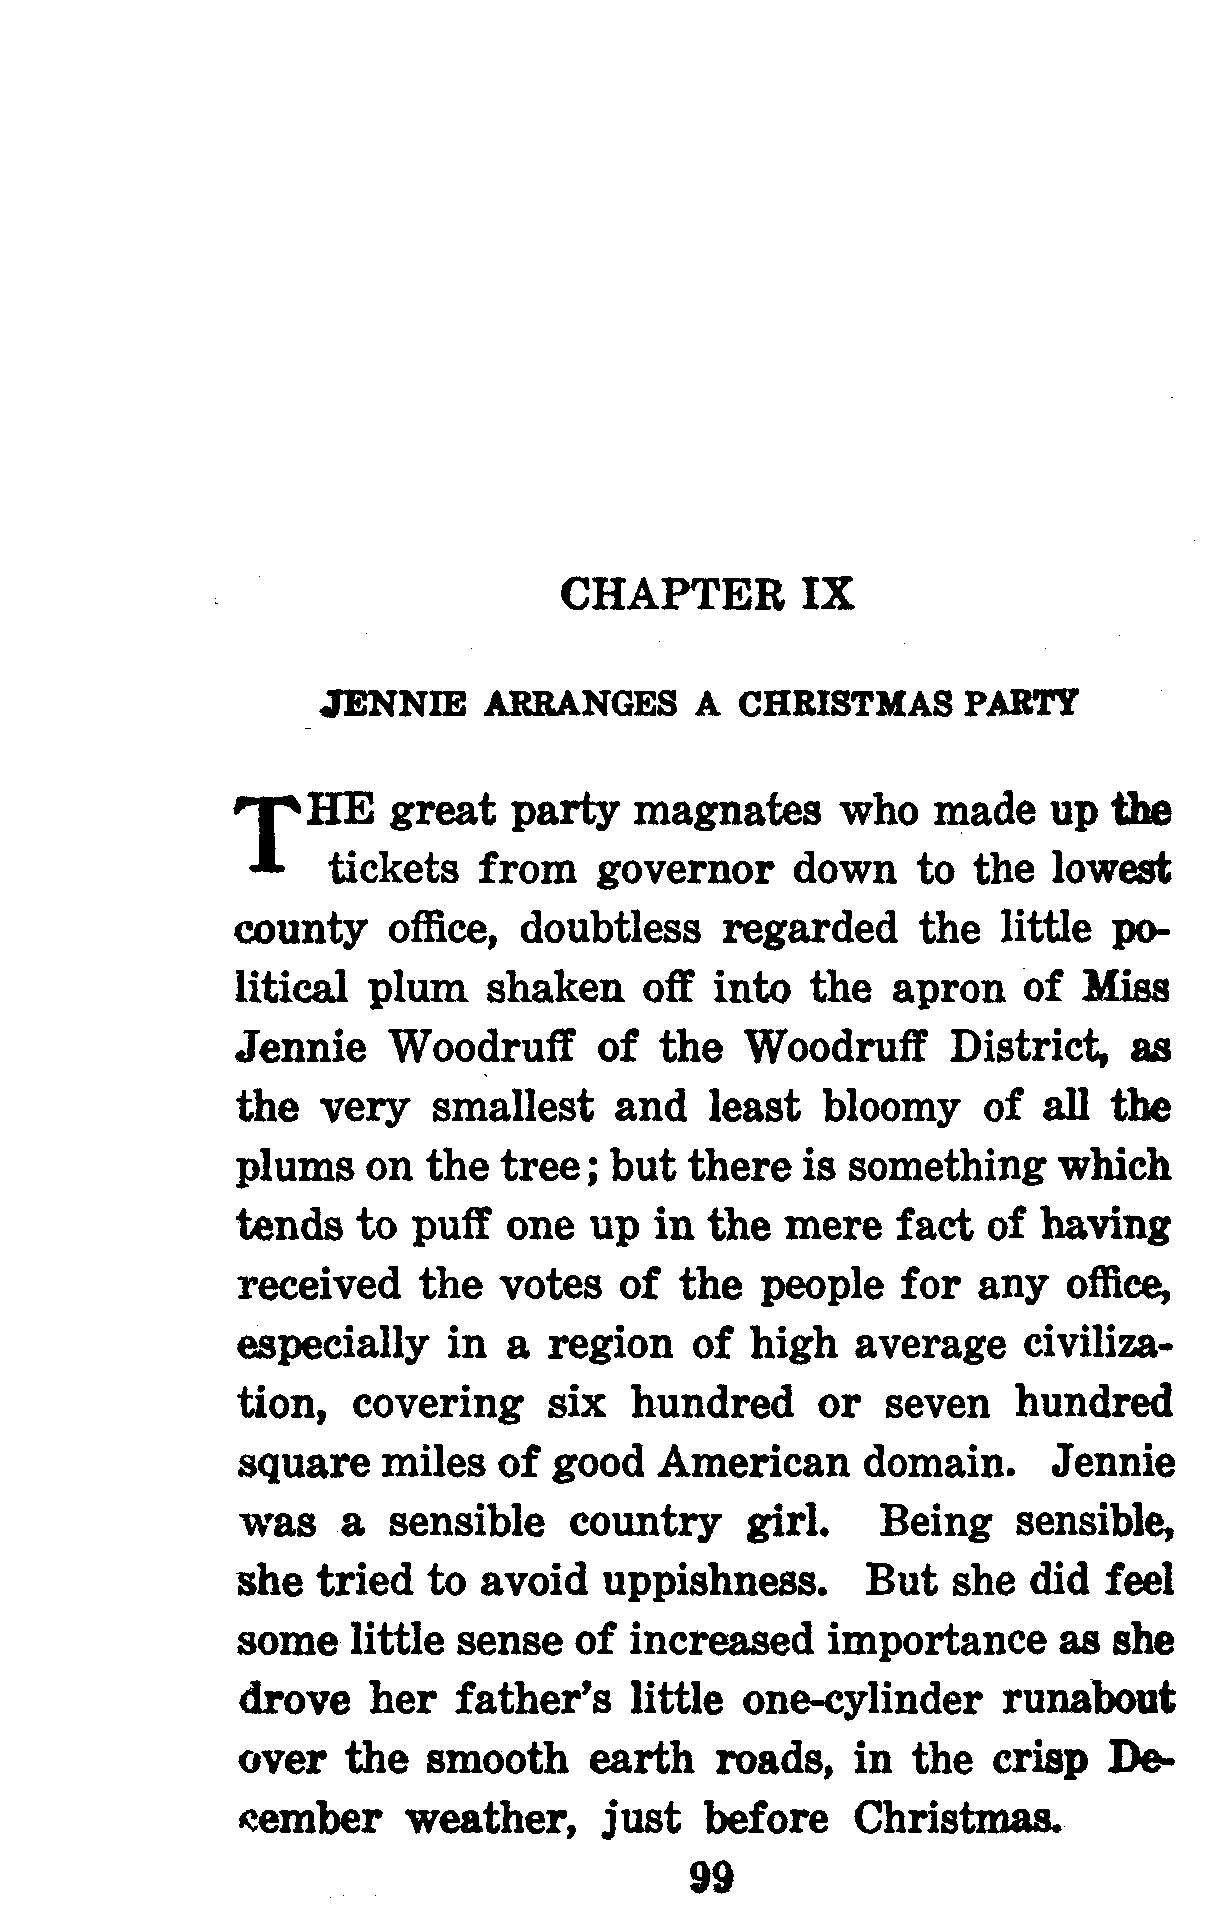 CHAPTER IX
JENNIE ARRANGES A CHRISTMAS PARTY
THE great party magnates who made up the
tickets from governor down to the lowest
county office, doubtless regarded the little po-
litical plum shaken off into the apron of Miss
Jennie Woodruff of the Woodruff District, as
the very smallest and least bloomy of all the
plums on the tree; but there is something which
tends to puff one up in the mere fact of having
received the votes of the people for any office,
especially in a region of high average civiliza-
tion, covering six hundred or seven hundred
square miles of good American domain. Jennie
was a sensible country girl. Being sensible,
she tried to avoid uppishness. But she did feel
some little sense of increased importance as she
drove her father's little one-cylinder runabout
over the smooth earth roads, in the crisp De-
cember weather, just before Christmas.
99